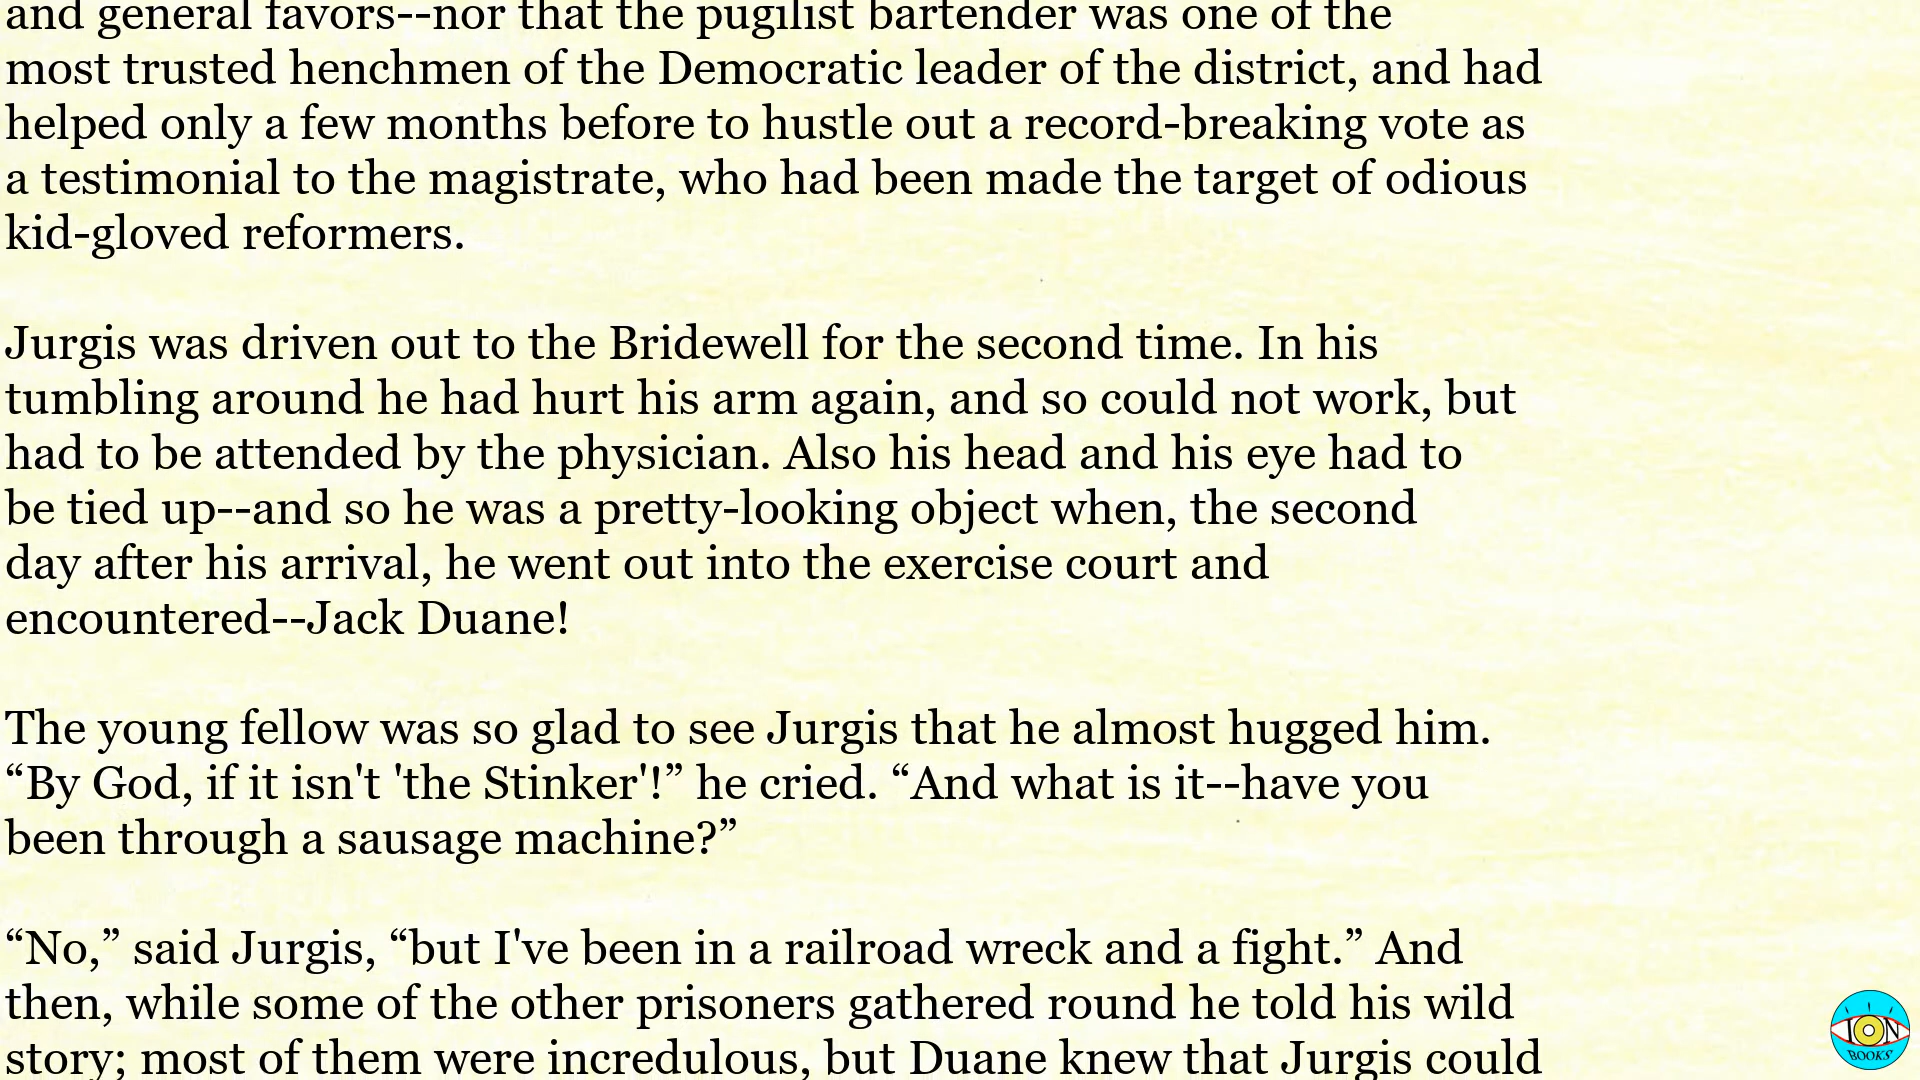 and general favors--nor that the pugilist bartender was one of the
most trusted henchmen of the Democratic leader of the district, and had
helped only a few months before to hustle out a record-breaking vote as
a testimonial to the magistrate, who had been made the target of odious
kid-gloved reformers.
Jurgis was driven out to the Bridewell for the second time. In his
tumbling around he had hurt his arm again, and so could not work, but
had to be attended by the physician. Also his head and his eye had to
be tied up--and so he was a pretty-looking object when, the second
day after his arrival, he went out into the exercise court and
encountered--Jack Duane!
The young fellow was so glad to see Jurgis that he almost hugged him.
“By God, if it isn't 'the Stinker'!” he cried. “And what is it--have you
been through a sausage machine?”
“No,” said Jurgis, “but I've been in a railroad wreck and a fight.” And
then, while some of the other prisoners gathered round he told his wild
story; most of them were incredulous, but Duane knew that Jurgis could
ION
BOOKS